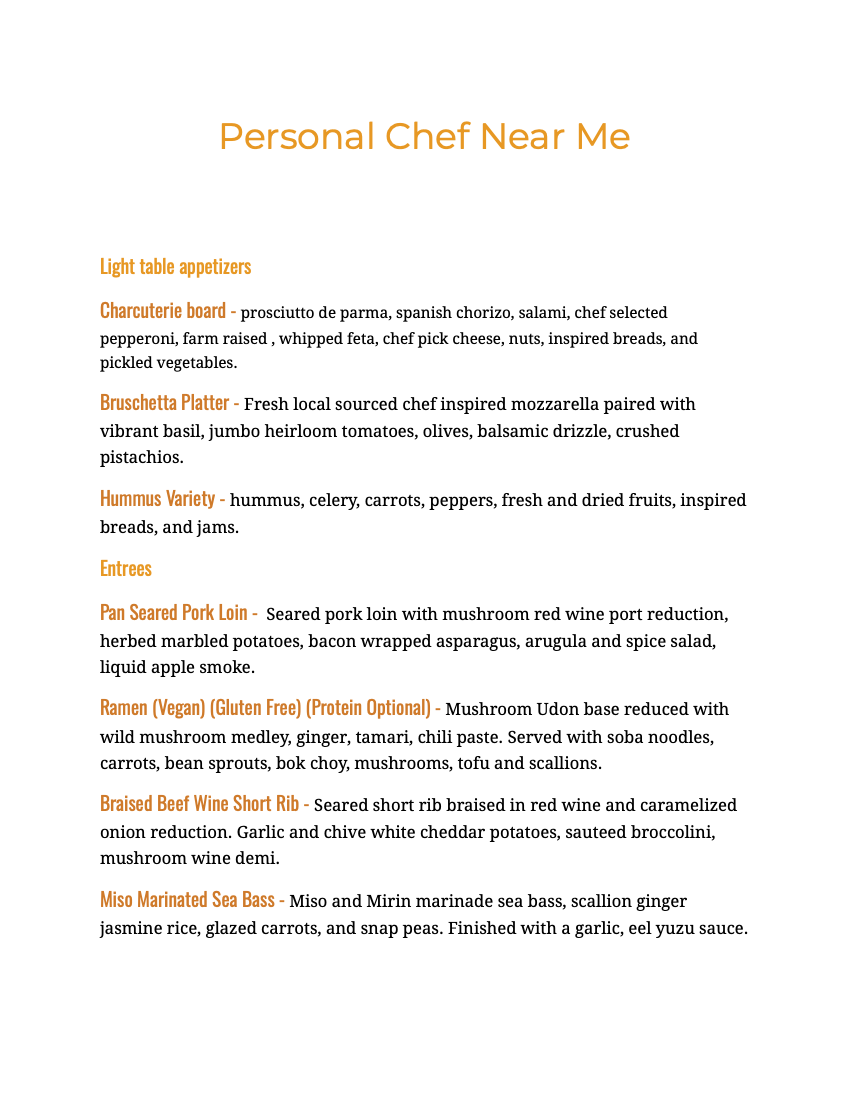 Personal Chef Near Me
Light table appetizers
Charcuterie board - prosciutto de parma, spanish chorizo, salami, chef selected
pepperoni, farm raised , whipped feta, chef pick cheese, nuts, inspired breads, and
pickled vegetables.
Bruschetta Platter - Fresh local sourced chef inspired mozzarella paired with
vibrant basil, jumbo heirloom tomatoes, olives, balsamic drizzle, crushed
pistachios.
Hummus Variety - hummus, celery, carrots, peppers, fresh and dried fruits, inspired
breads, and jams.
Entrees
Pan Seared Pork Loin - Seared pork loin with mushroom red wine port reduction,
herbed marbled potatoes, bacon wrapped asparagus, arugula and spice salad,
liquid apple smoke.
Ramen (Vegan) (Gluten Free) (Protein Optional) - Mushroom Udon base reduced with
wild mushroom medley, ginger, tamari, chili paste. Served with soba noodles,
carrots, bean sprouts, bok choy, mushrooms, tofu and scallions.
Braised Beef Wine Short Rib - Seared short rib braised in red wine and caramelized
onion reduction. Garlic and chive white cheddar potatoes, sauteed broccolini,
mushroom wine demi.
Miso Marinated Sea Bass - Miso and Mirin marinade sea bass, scallion ginger
jasmine rice, glazed carrots, and snap peas. Finished with a garlic, eel yuzu sauce.